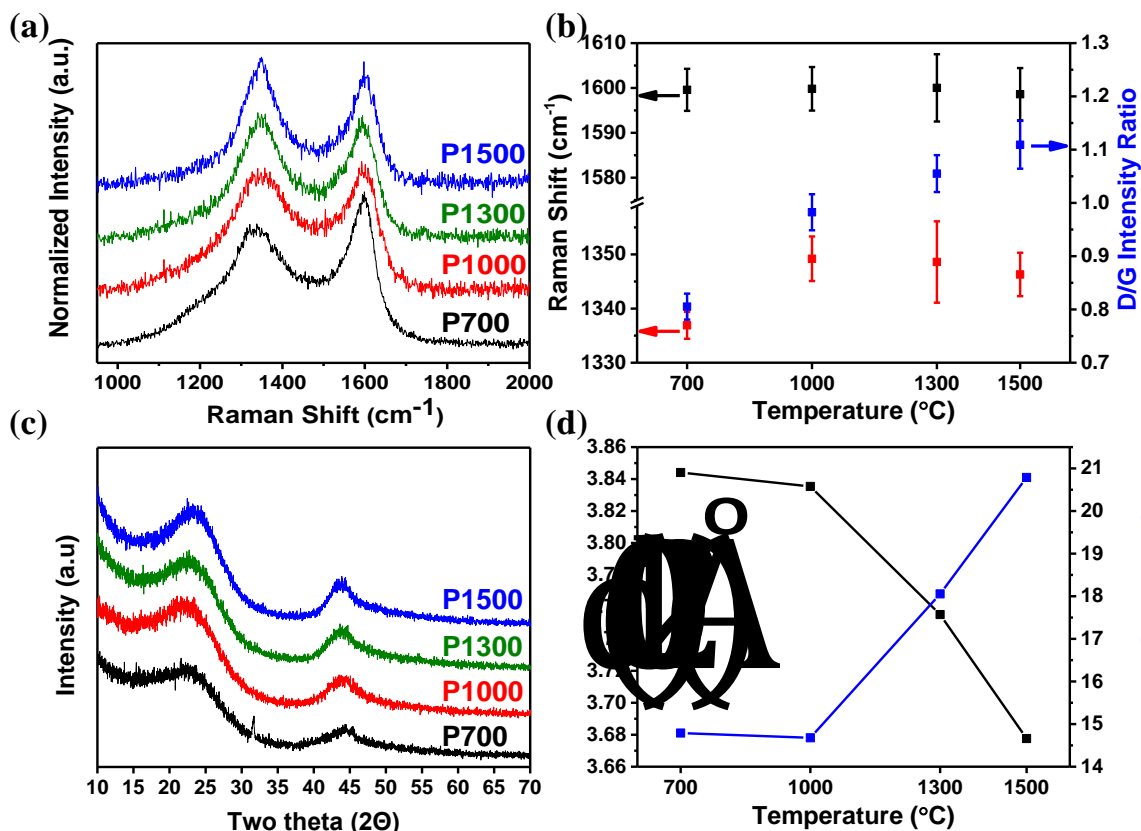 (a)
Normalized Intensity (a.u.)
P1500
P1300
P1000
P700
1000 1200 1400 1600 1800 2000
Raman Shift (cm-1)
(b)
Raman Shift (cm-1)
1610
1600
1590
1580
1350
1340
1330
1.3
1.2
1.1
1.0
0.9
0.8
0.7
D/G Intensity Ratio
700 1000 1300 1500
Temperature (°C)
(c)
Intensity (a.u)
P1500
P1300
P1000
P700
10 15 20 25 30 35 40 45 50 55 60 65 70
Two theta (2Θ)
(d)
3.86
3.84
3.82
3.80
3.72
3.70
3.68
3.66
21
20
19
18
17
16
15
14
700 1000 1300 1500
Temperature (°C)